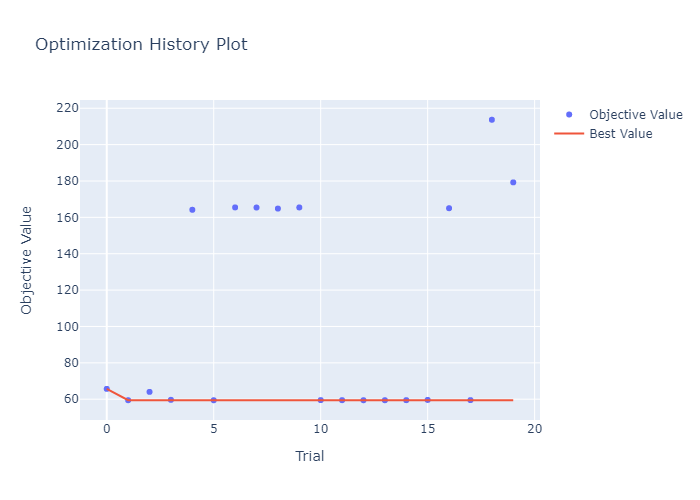 Optimization History Plot
Objective Value
Best Value
220
200
180
160
140
120
100
80
60
Objective Value
0
5
10
15
20
Trial